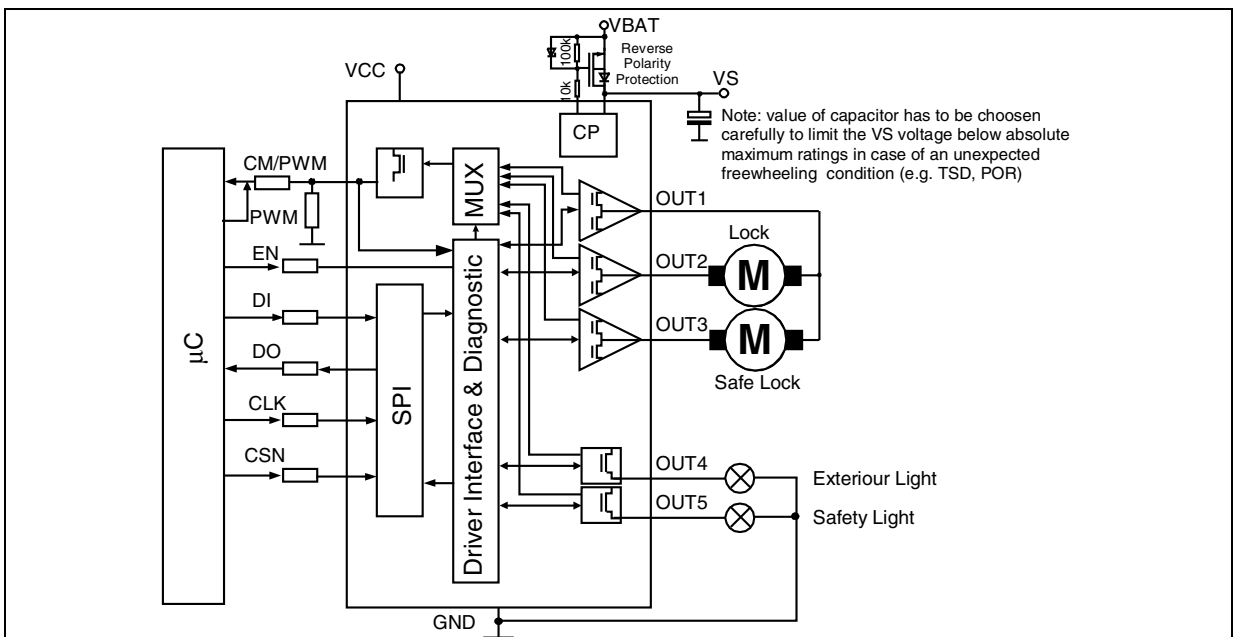 VBAT
100k
Reverse
Polarity
Protection
VCC
VS
10k
CP
Note: value of capacitor has to be choosen
carefully to limit the VS voltage below absolute
maximum ratings in case of an unexpected
freewheeling condition (e.g. TSD, POR)
CM/PWM
MUX
OUT1
PWM
Lock
EN
OUT2
M
DI
OUT3
M
µC
DO
Safe Lock
SPI
Driver Interface & Diagnostic
CLK
CSN
OUT4
Exteriour Light
OUT5
Safety Light
GND